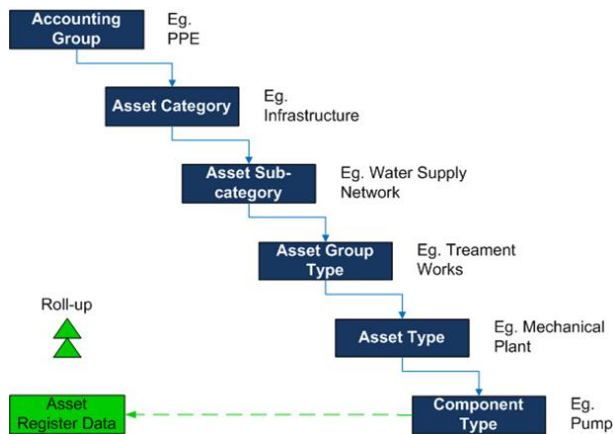 Accounting
Group
Eg.
PPE
Asset Category
Eg.
Infrastructure
Asset Sub-
category
Eg. Water Supply
Network
Asset Group
Type
Eg. Treament
Works
Roll-up
Asset Type
Eg. Mechanical
Plant
Asset
Register Data
Component
Type
Eg.
Pump